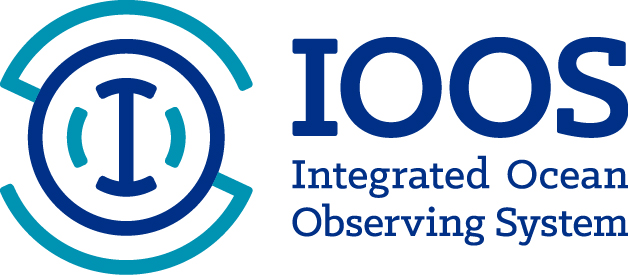 IOOS
Integrated Ocean
Observing System